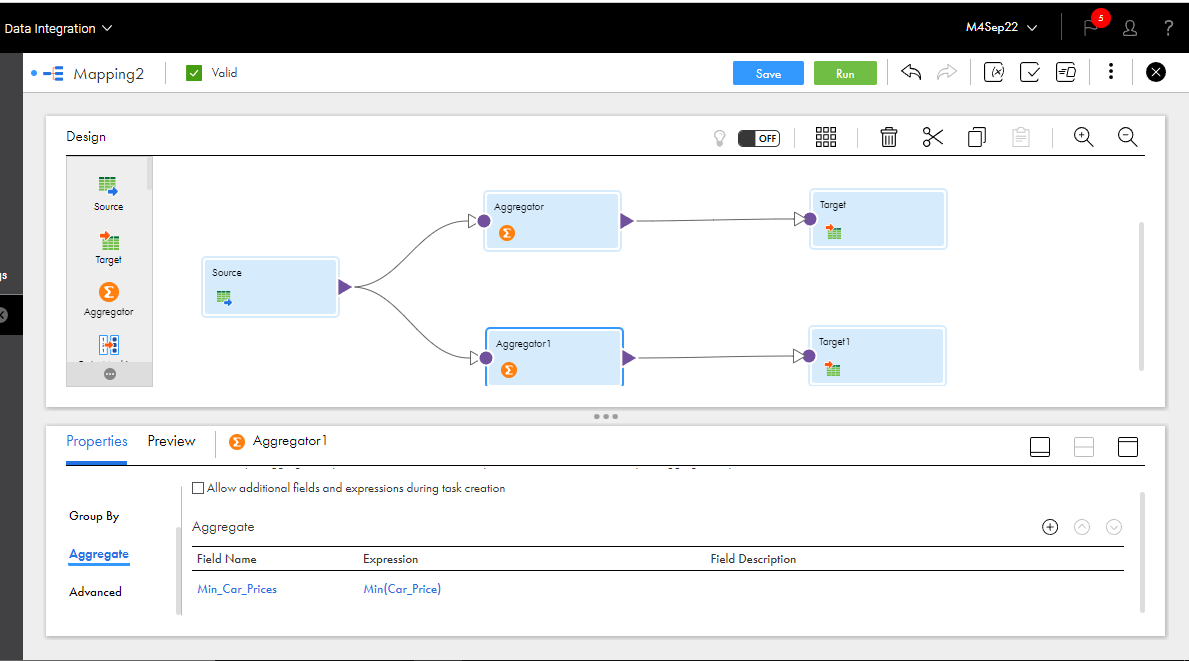 Data Integration
M4Sep22
5
?
Mapping2
Valid
Save
Run
Design
OFF
Source
Target
Aggregator
Source
Aggregator
Target
Aggregator1
Target1
Properties
Preview
Aggregator1
Allow additional fields and expressions during task creation
Group By
Aggregate
Advanced
Aggregate
Field Name
Expression
Field Description
Min_Car_Prices
Min(Car_Price)